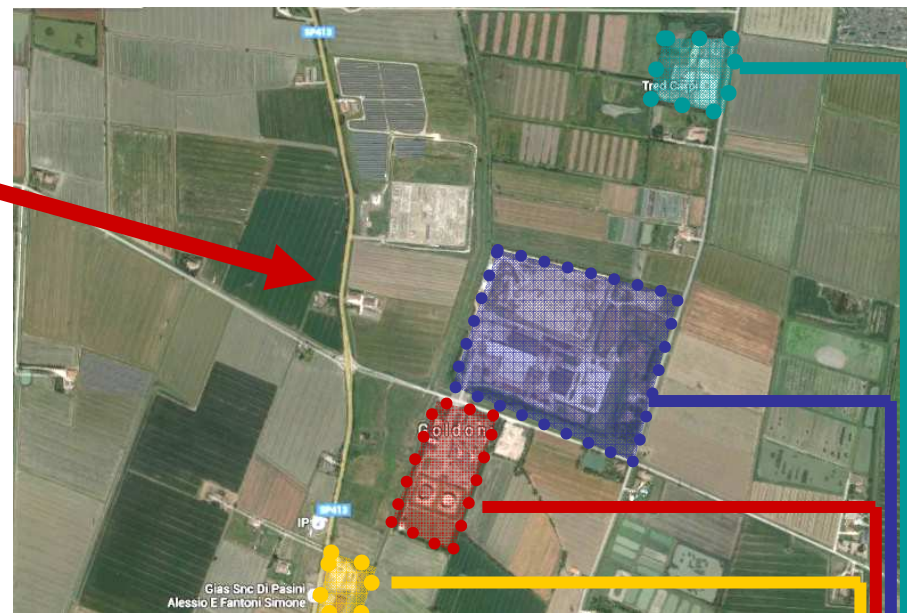 SP413
Tred Carpi
Goldoni
SP413
IP
Gias Snc Di Pasini
Alessio E Fantoni Simone